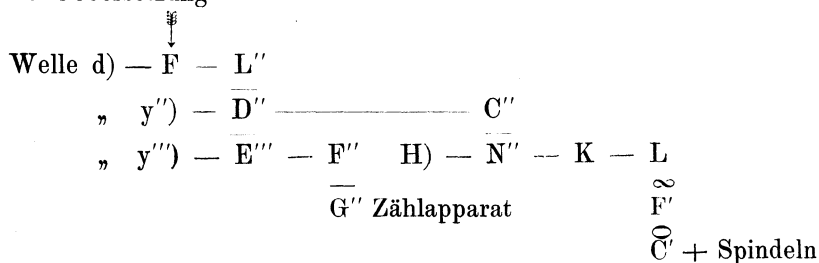 Welle d) — F — L''
„ y'') — D'' ——— C''
„ y''') — E''' — F'' H) — N'' — K — L
G'' Zählapparat F'
C' + Spindeln